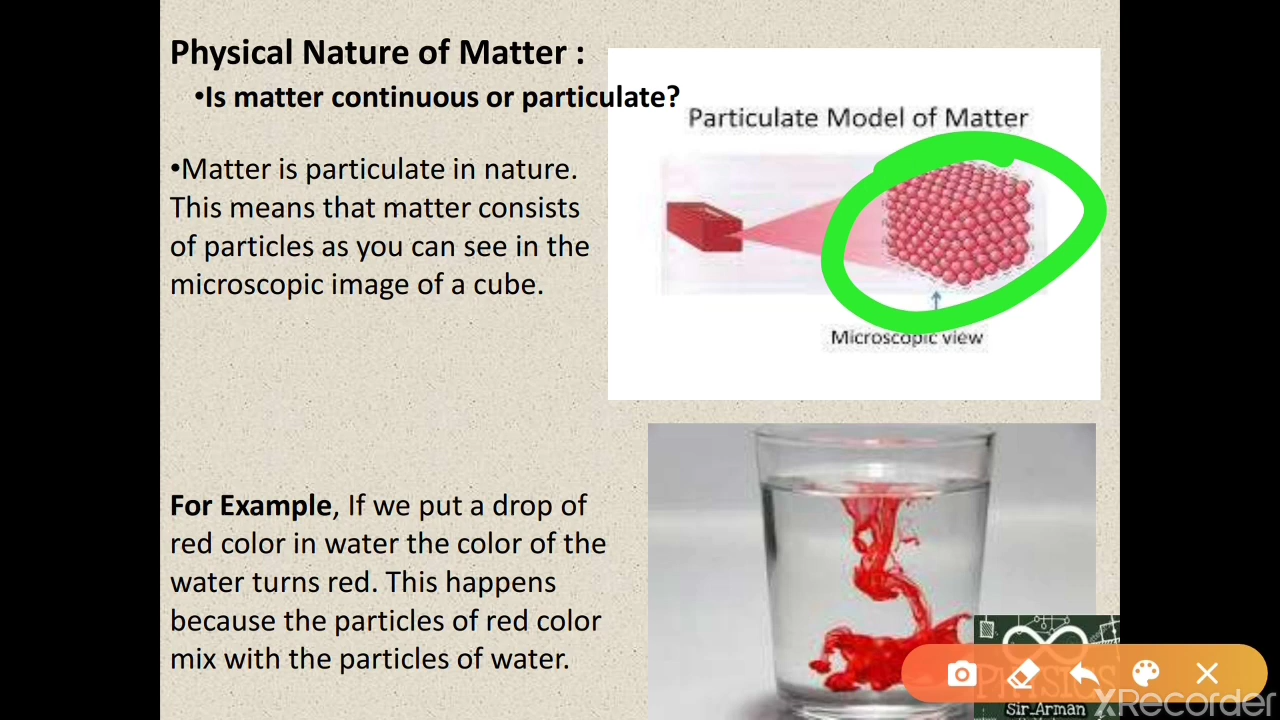 Physical Nature of Matter :
•Is matter continuous or particulate?
Particulate Model of Matter
•Matter is particulate in nature.
This means that matter consists
of particles as you can see in the
microscopic image of a cube.
Microscopic view
For Example, If we put a drop of
red color in water the color of the
water turns red. This happens
because the particles of red color
mix with the particles of water.
PHYSICS
Sir_Arman
XRecorder